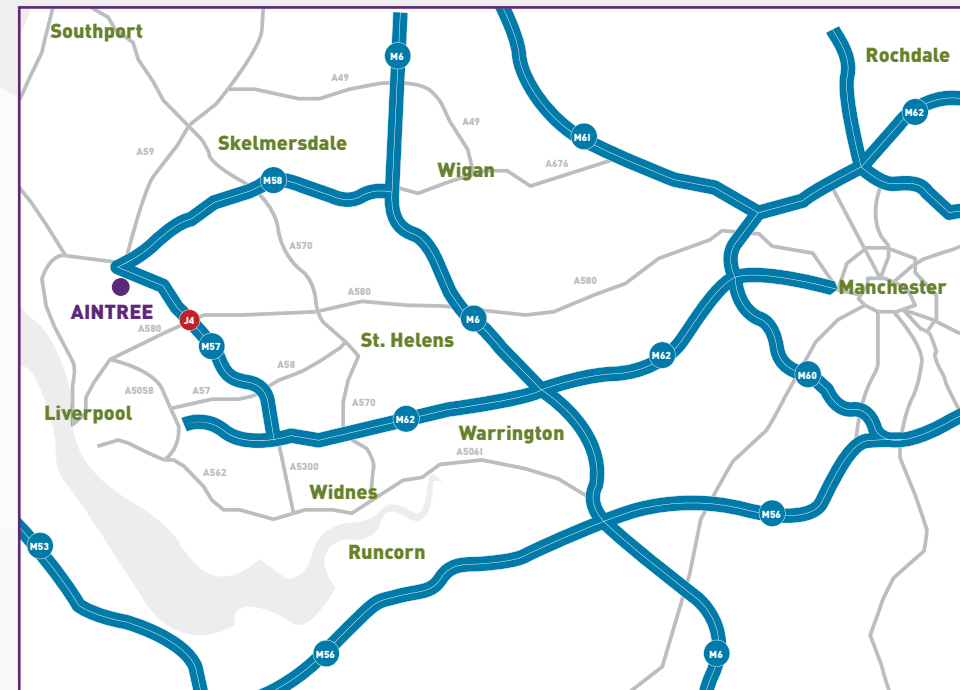 Southport
M6
Rochdale
A49
M62
A49
M61
A59
Skelmersdale
A676
Wigan
M58
A570
A580
A580
Manchester
AINTREE
J4
A580
M6
M57
St. Helens
M62
A58
M60
A5058
A57
A570
Liverpool
M62
Warrington
A5061
A562
A5300
Widnes
M56
M53
Runcorn
M56
M6